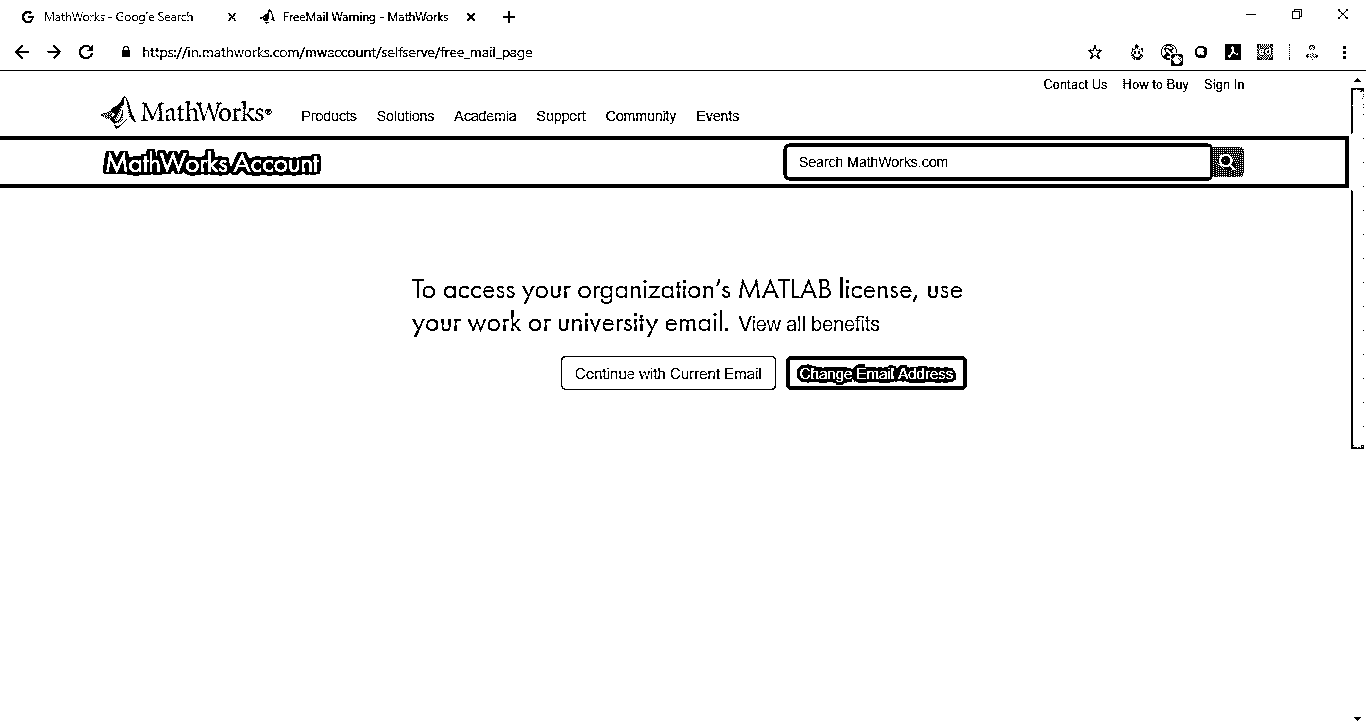 MathWorks - Google Search
FreeMail Warning - MathWorks
https://in.mathworks.com/mwaccount/selfserve/free_mail_page
Contact Us How to Buy Sign In
MathWorks® Products Solutions Academia Support Community Events
MathWorks Account
Search MathWorks.com
To access your organization's MATLAB license, use
your work or university email. View all benefits
Continue with Current Email Change Email Address